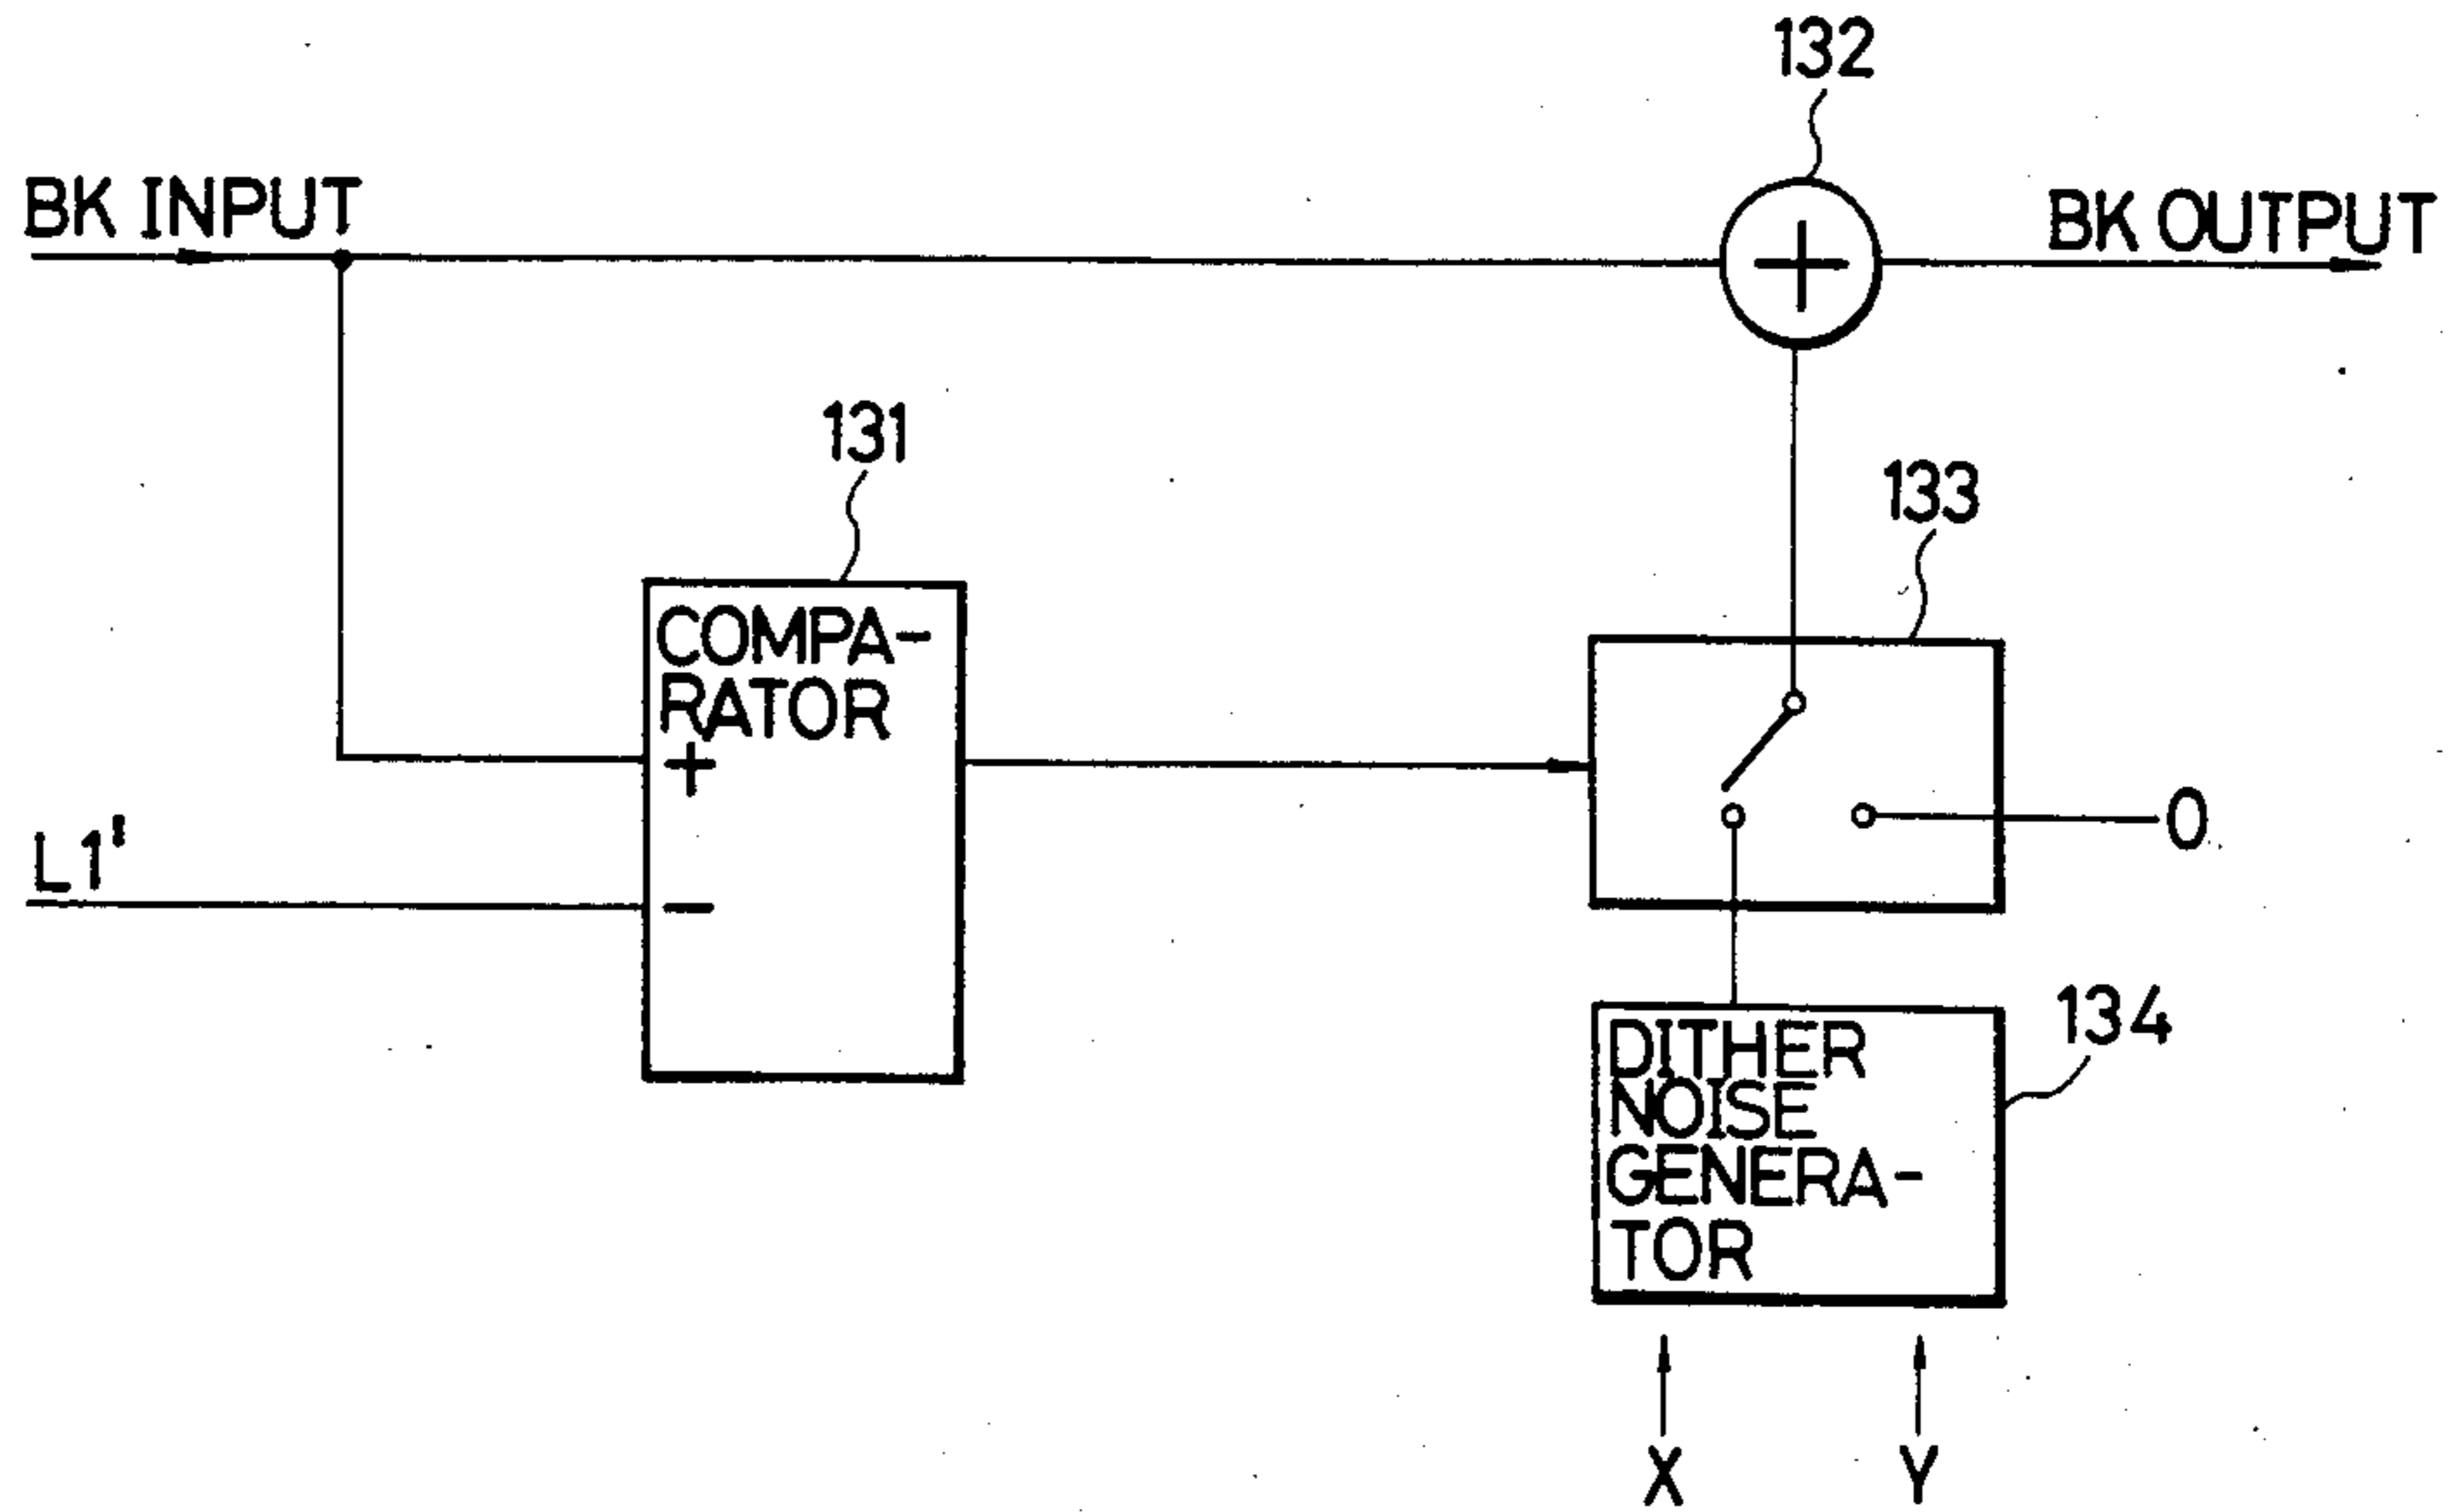 132
BK INPUT
BK OUTPUT
131
133
COMPA-
RATOR
+
L1'
-
0
134
DITHER
NOISE
GENERA-
TOR
X
Y